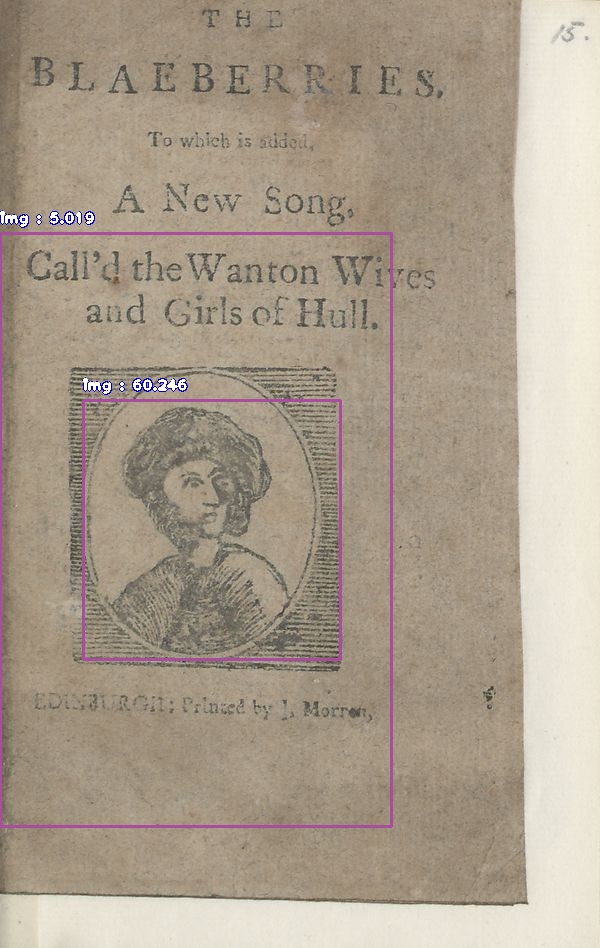 15.
THE
BLAEBERRIES.
To which is added,
A New Song,
Img : 5.019
Call'd the Wanton Wives
and Girls of Hull.
Img : 60.246
EDINBURGH: Printed by J. Morren,